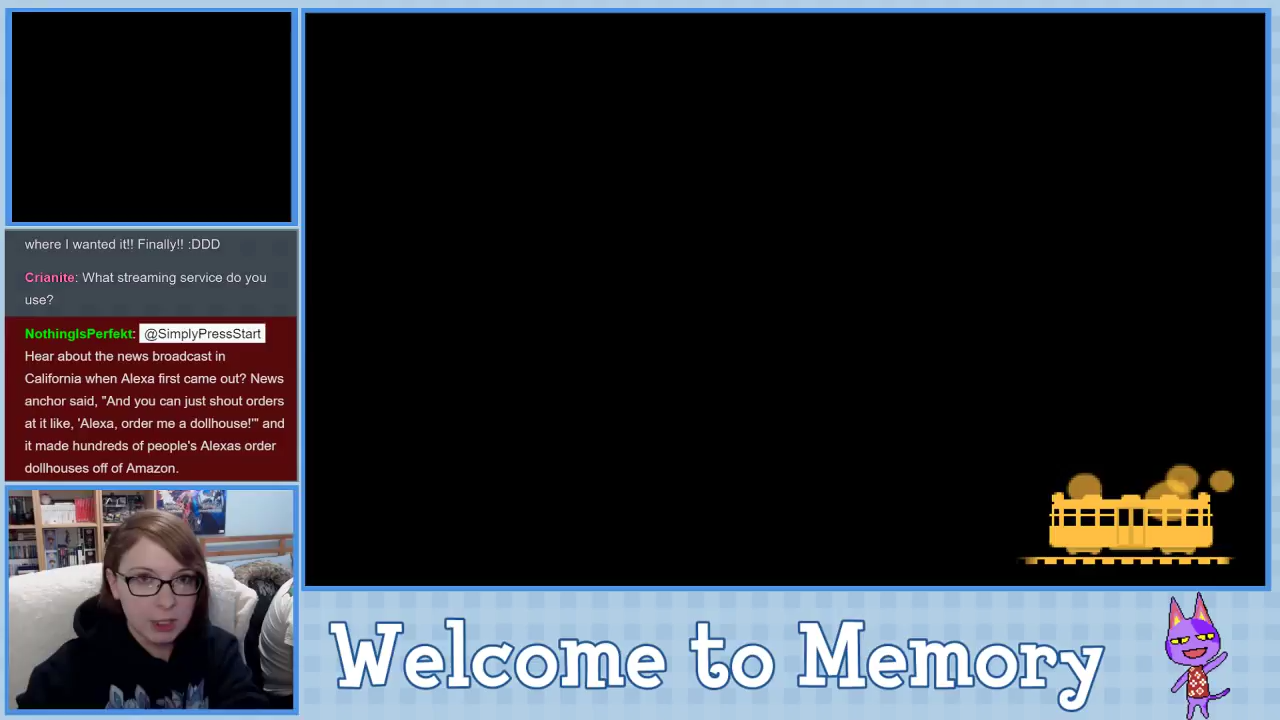 where I wanted it!! Finally!! :DDD
Crianite: What streaming service do you
use?
NothingIsPerfekt: @SimplyPressStart
Hear about the news broadcast in
California when Alexa first came out? News
anchor said, "And you can just shout orders
at it like, 'Alexa, order me a dollhouse!'" and
it made hundreds of people's Alexas order
dollhouses off of Amazon.
Welcome to Memory